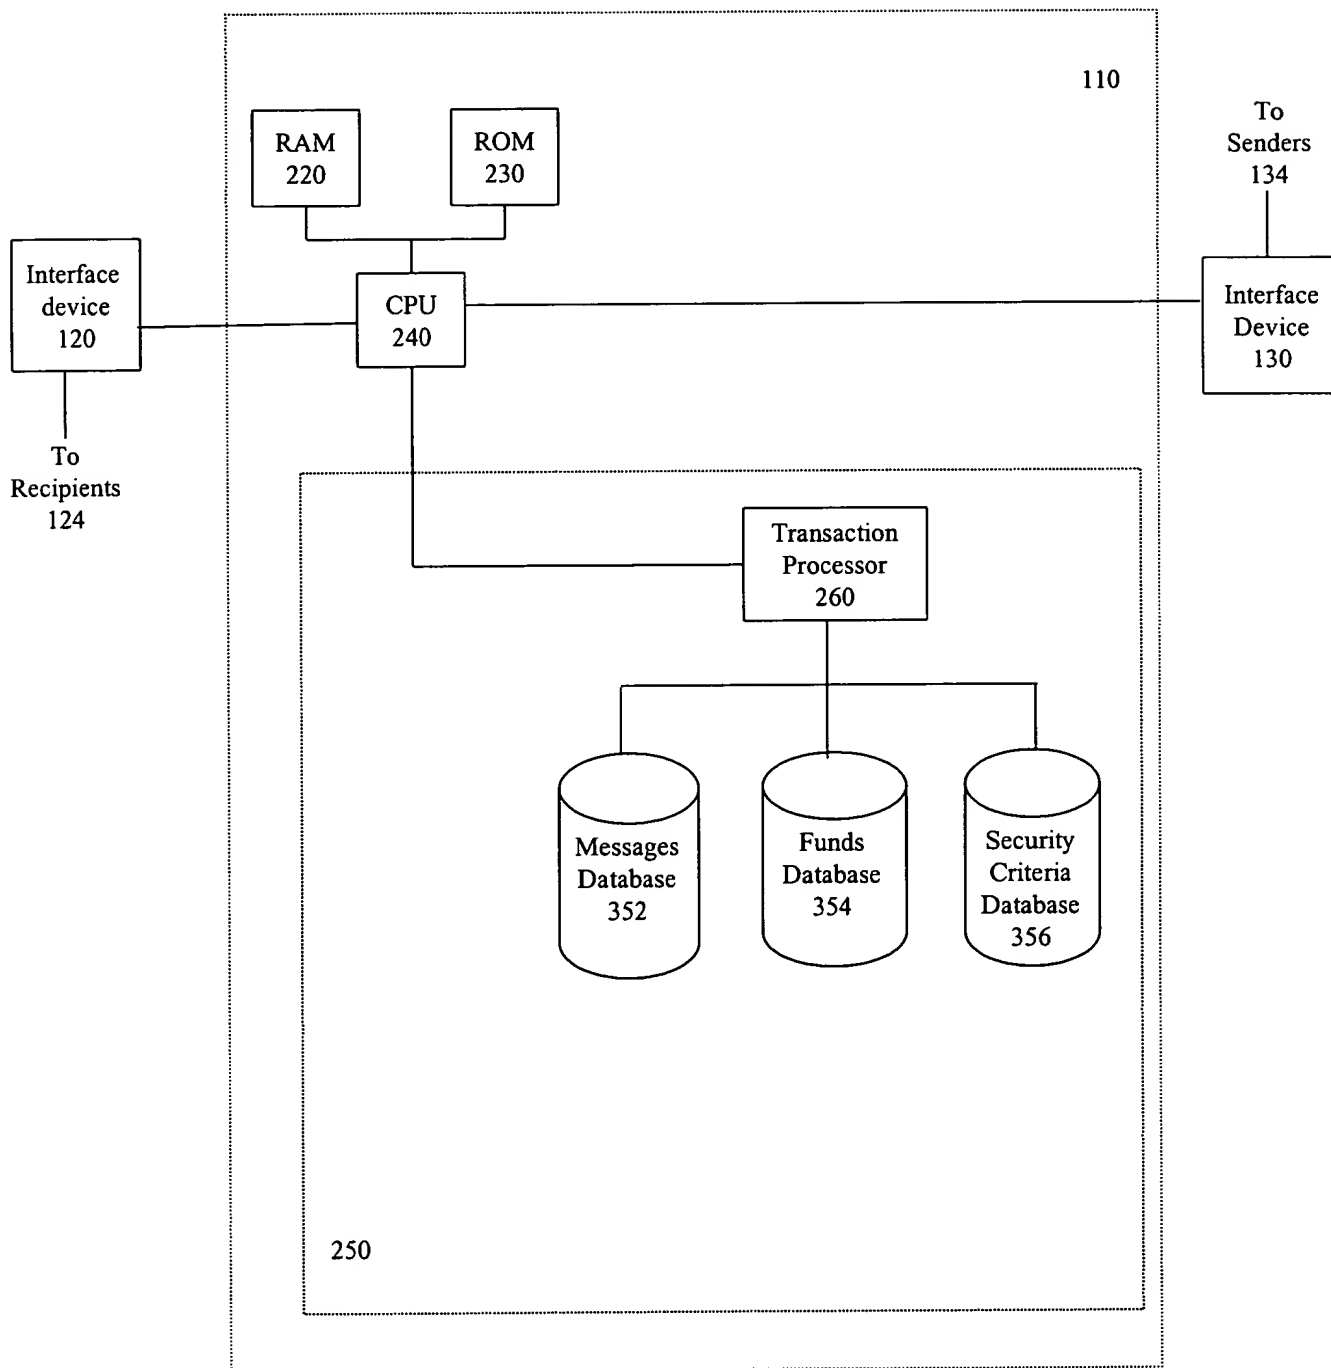 110
To
Senders
134
RAM
220
ROM
230
Interface
device
120
CPU
240
Interface
Device
130
To
Recipients
124
Transaction
Processor
260
Messages
Database
352
Funds
Database
354
Security
Criteria
Database
356
250